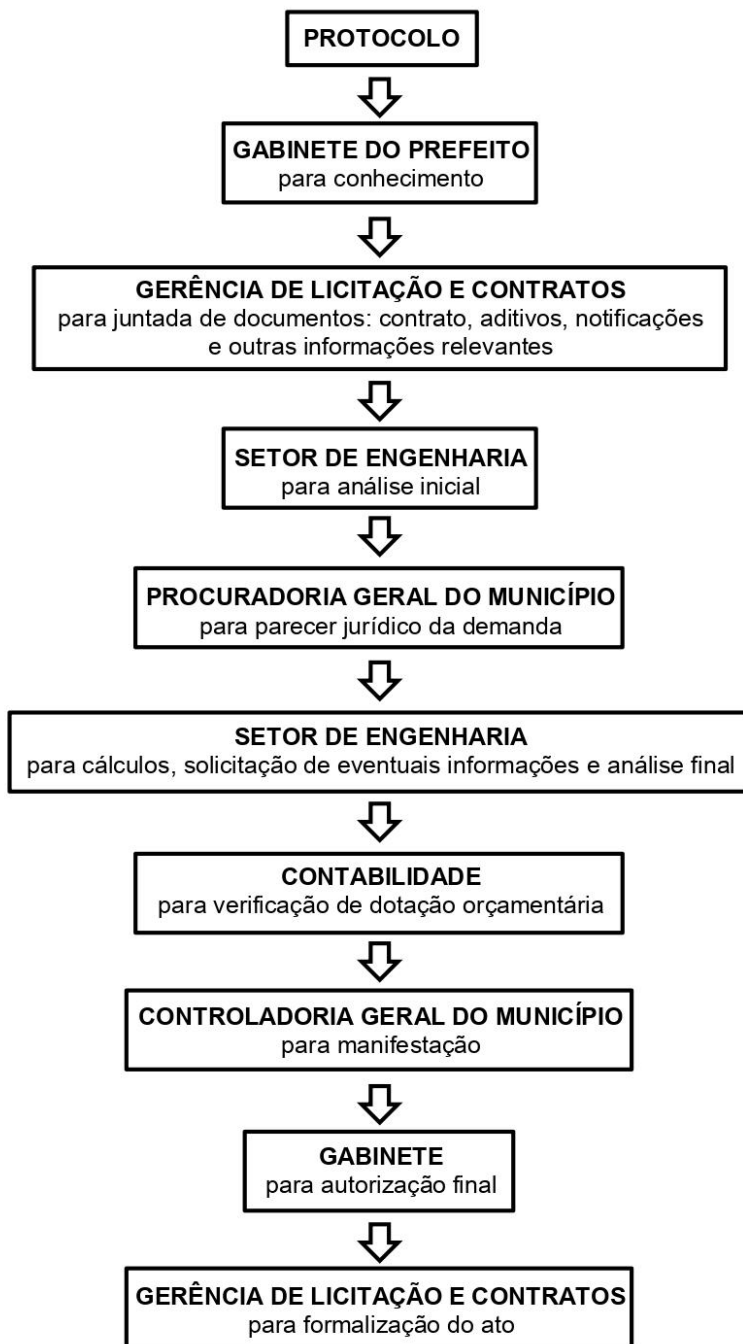 PROTOCOLO
GABINETE DO PREFEITO
para conhecimento
GERÊNCIA DE LICITAÇÃO E CONTRATOS
para juntada de documentos: contrato, aditivos, notificações
e outras informações relevantes
SETOR DE ENGENHARIA
para análise inicial
PROCURADORIA GERAL DO MUNICÍPIO
para parecer jurídico da demanda
SETOR DE ENGENHARIA
para cálculos, solicitação de eventuais informações e análise final
CONTABILIDADE
para verificação de dotação orçamentária
CONTROLADORIA GERAL DO MUNICÍPIO
para manifestação
GABINETE
para autorização final
GERÊNCIA DE LICITAÇÃO E CONTRATOS
para formalização do ato